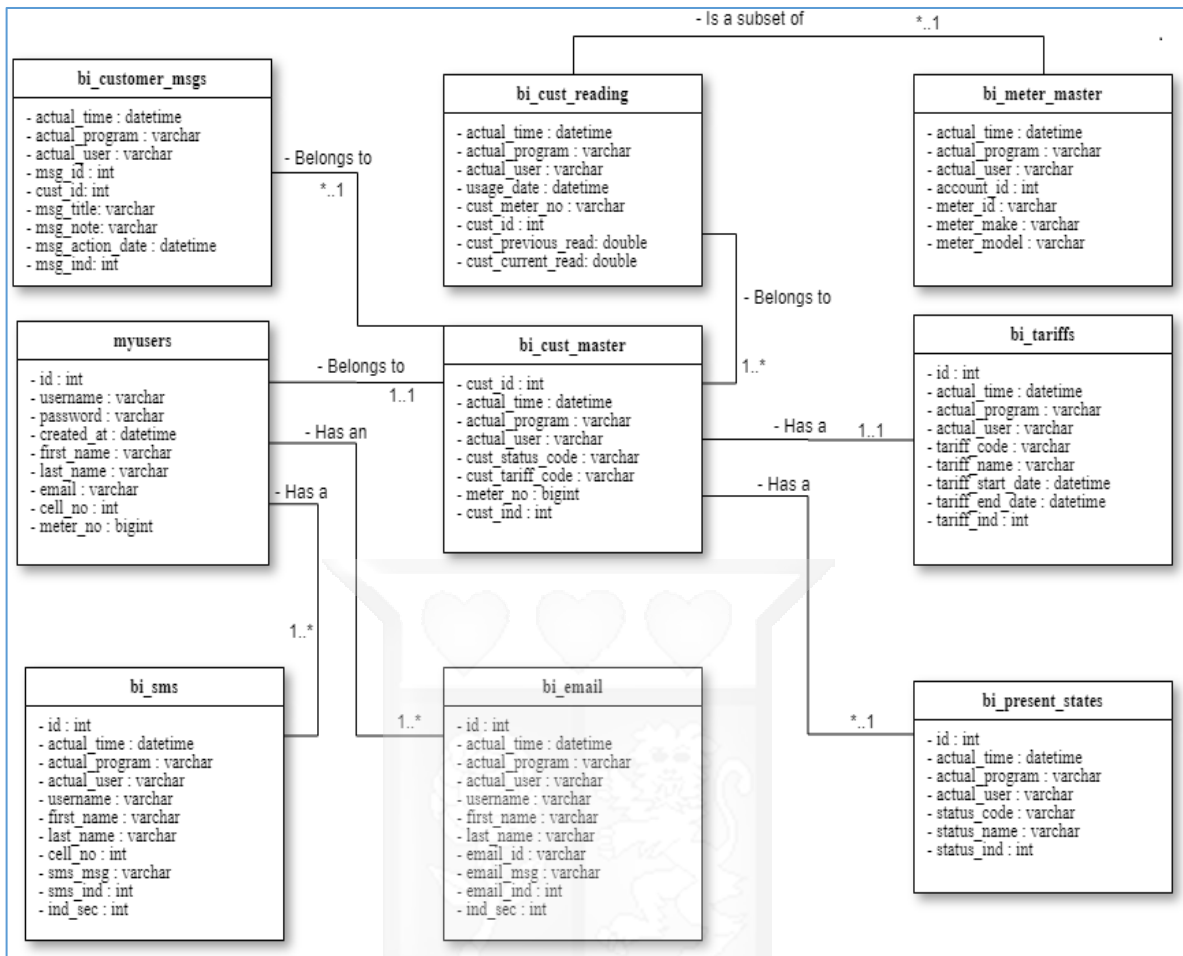 - Is a subset of
*..1
bi_customer_msgs
- actual_time : datetime
- actual_program : varchar
- actual_user : varchar
- msg_id : int
- cust_id: int
- msg_title: varchar
- msg_note: varchar
- msg_action_date : datetime
- msg_ind: int
- Belongs to
*..1
bi_cust_reading
- actual_time : datetime
- actual_program : varchar
- actual_user : varchar
- usage_date : datetime
- cust_meter_no : varchar
- cust_id : int
- cust_previous_read: double
- cust_current_read: double
bi_meter_master
- actual_time : datetime
- actual_program : varchar
- actual_user : varchar
- account_id : int
- meter_id : varchar
- meter_make : varchar
- meter_model : varchar
- Belongs to
1..*
myusers
- id : int
- username : varchar
- password : varchar
- created_at : datetime
- first_name : varchar
- last_name : varchar
- email : varchar
- cell_no : int
- meter_no : bigint
- Belongs to
1..1
- Has an
- Has a
bi_cust_master
- cust_id : int
- actual_time : datetime
- actual_program : varchar
- actual_user : varchar
- cust_status_code : varchar
- cust_tariff_code : varchar
- meter_no : bigint
- cust_ind : int
- Has a
1..1
- Has a
bi_tariffs
- id : int
- actual_time : datetime
- actual_program : varchar
- actual_user : varchar
- tariff_code : varchar
- tariff_name : varchar
- tariff_start_date : datetime
- tariff_end_date : datetime
- tariff_ind : int
1..*
bi_sms
- id : int
- actual_time : datetime
- actual_program : varchar
- actual_user : varchar
- username : varchar
- first_name : varchar
- last_name : varchar
- cell_no : int
- sms_msg : varchar
- sms_ind : int
- ind_sec : int
1..*
bi_email
- id : int
- actual_time : datetime
- actual_program : varchar
- actual_user : varchar
- username : varchar
- first_name : varchar
- last_name : varchar
- email_id : varchar
- email_msg : varchar
- email_ind : int
- ind_sec : int
*..1
bi_present_states
- id : int
- actual_time : datetime
- actual_program : varchar
- actual_user : varchar
- status_code : varchar
- status_name : varchar
- status_ind : int